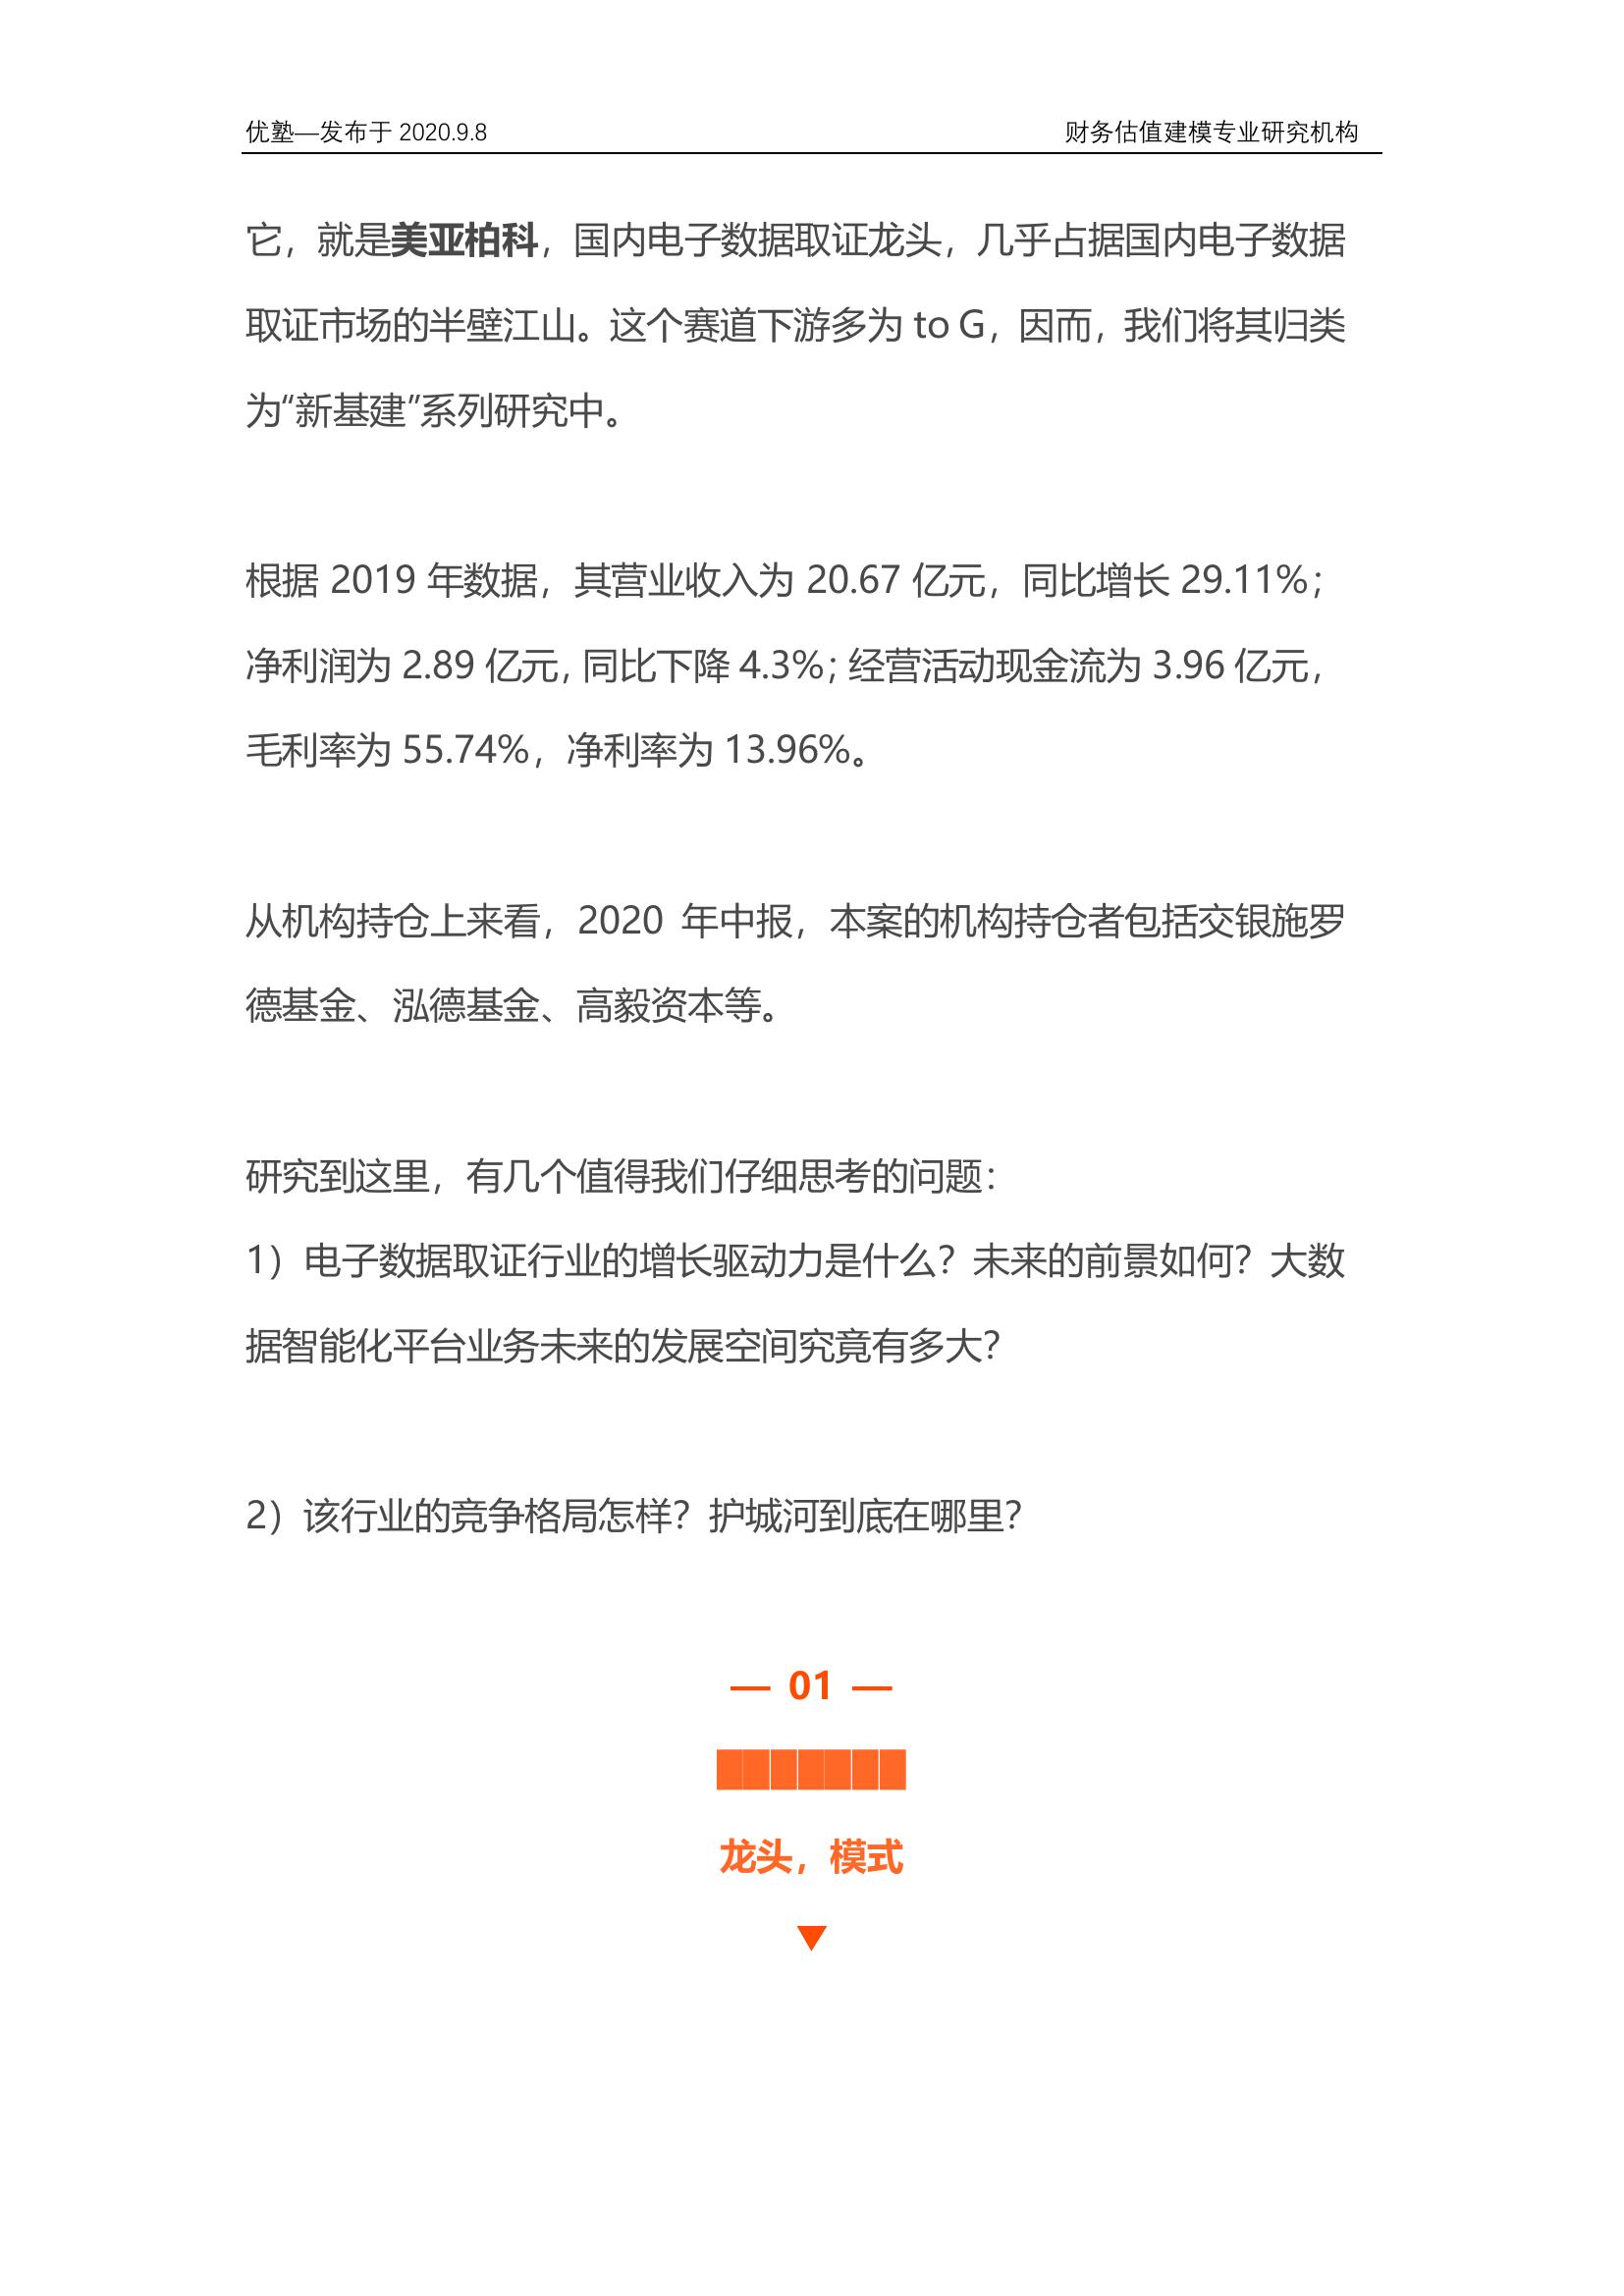 优塾—发布于 2020.9.8 财务估值建模专业研究机构
它，就是美亚柏科，国内电子数据取证龙头，几乎占据国内电子数据
取证市场的半壁江山。这个赛道下游多为 to G，因而，我们将其归类
为“新基建”系列研究中。
根据 2019 年数据，其营业收入为 20.67 亿元，同比增长 29.11%；
净利润为 2.89 亿元，同比下降 4.3%；经营活动现金流为 3.96 亿元，
毛利率为 55.74%，净利率为 13.96%。
从机构持仓上来看，2020 年中报，本案的机构持仓者包括交银施罗
德基金、泓德基金、高毅资本等。
研究到这里，有几个值得我们仔细思考的问题：
1）电子数据取证行业的增长驱动力是什么？未来的前景如何？大数
据智能化平台业务未来的发展空间究竟有多大？
2）该行业的竞争格局怎样？护城河到底在哪里？
— 01 —
███████
龙头，模式
▼